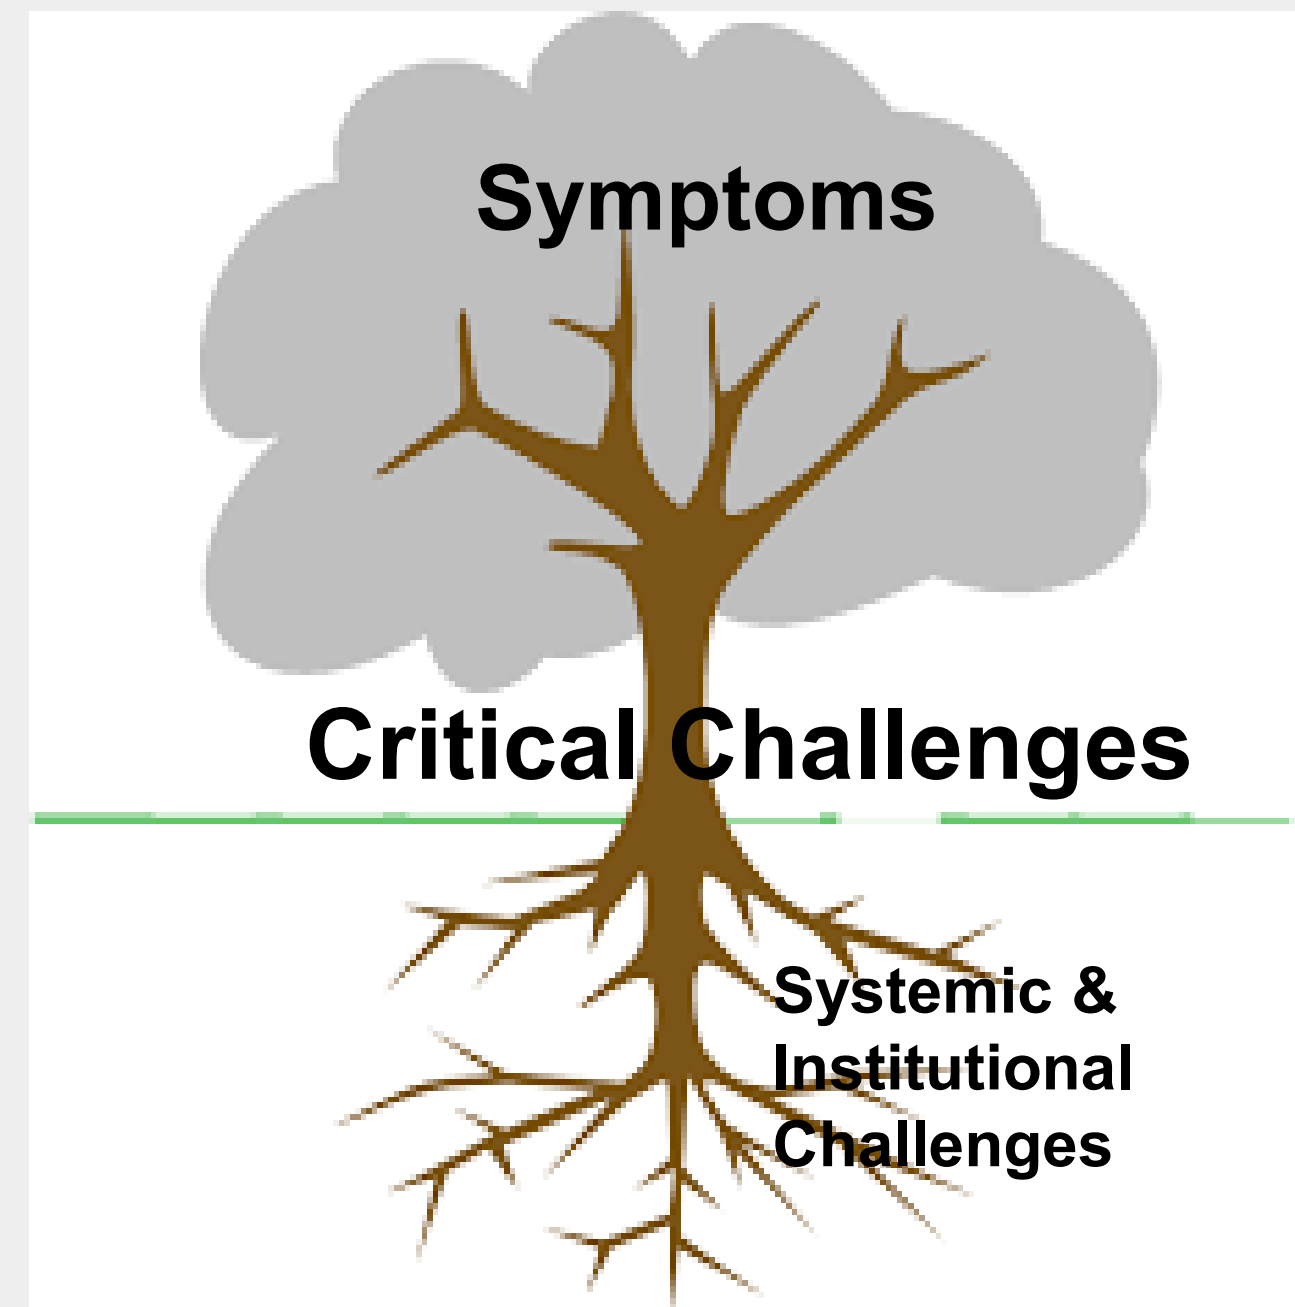 Symptoms
Critical Challenges
Systemic &
Institutional
Challenges